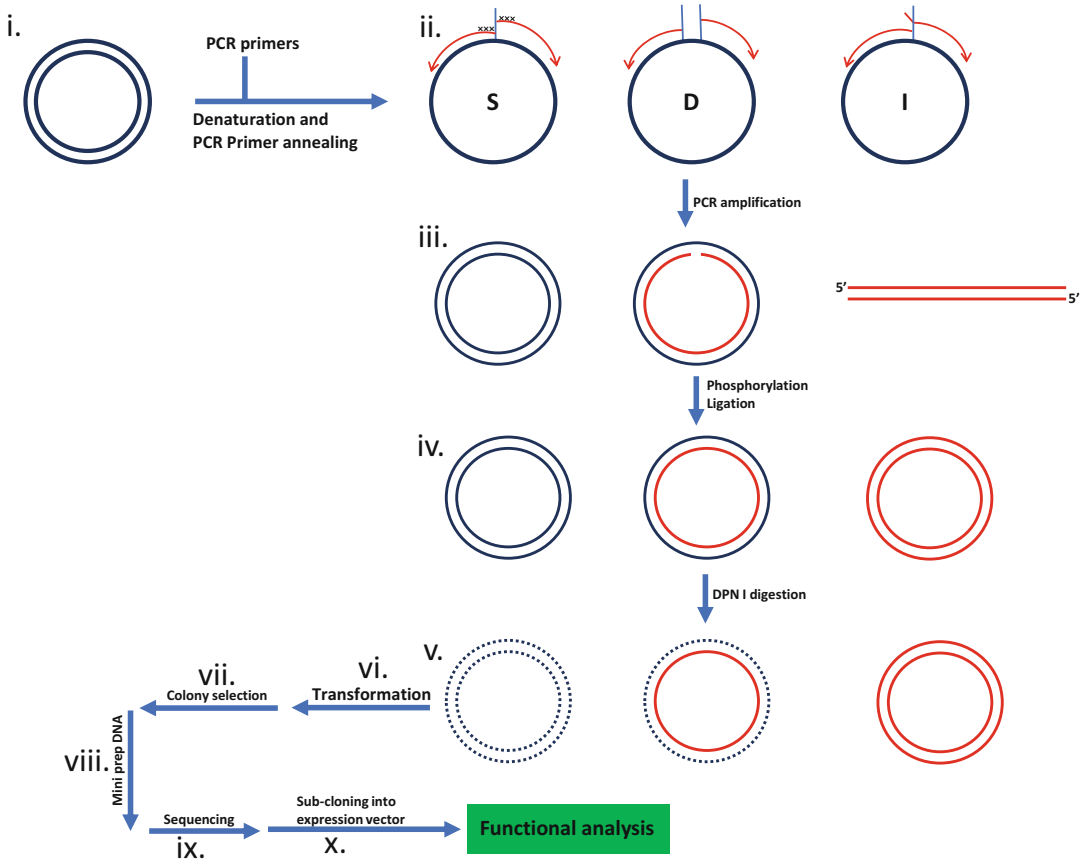 i.
PCR primers
Denaturation and
PCR Primer annealing
ii.
xxx
xxx
S
D
I
PCR amplification
iii.
5’
5’
Phosphorylation
Ligation
iv.
DPN I digestion
v.
vi.
Transformation
vii.
Colony selection
viii.
Mini prep DNA
Sequencing
ix.
Sub-cloning into
expression vector
x.
Functional analysis